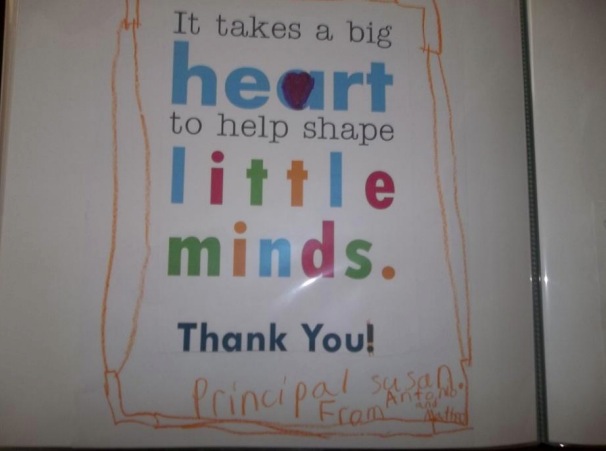 It takes a big
heart
to help shape
little
minds.
Thank You!
Principal susan.
From Antonio
and
Matteo